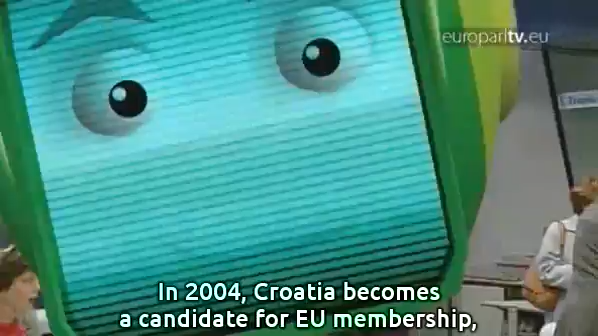 europarltv.eu
In 2004, Croatia becomes
a candidate for EU membership,